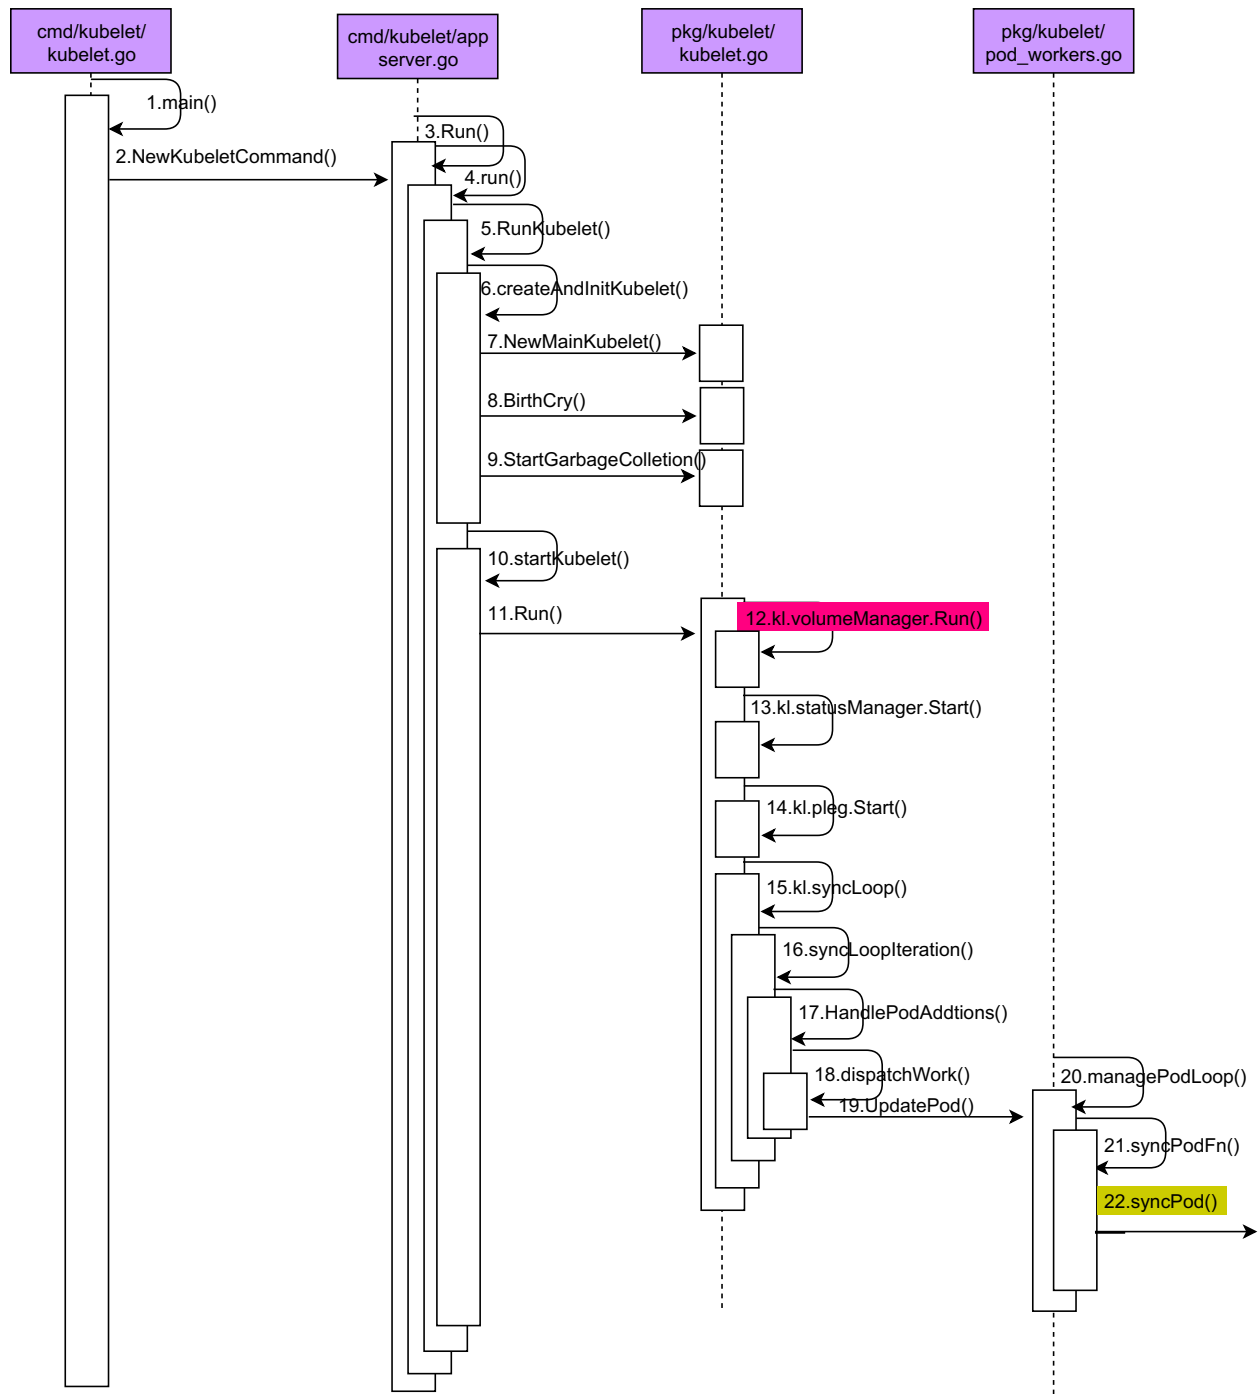 cmd/kubelet/
kubelet.go
cmd/kubelet/app
server.go
pkg/kubelet/
kubelet.go
pkg/kubelet/
pod_workers.go
1.main()
2.NewKubeletCommand()
3.Run()
4.run()
5.RunKubelet()
6.createAndInitKubelet()
7.NewMainKubelet()
8.BirthCry()
9.StartGarbageColletion()
10.startKubelet()
11.Run()
12.kl.volumeManager.Run()
13.kl.statusManager.Start()
14.kl.pleg.Start()
15.kl.syncLoop()
16.syncLoopIteration()
17.HandlePodAddtions()
18.dispatchWork()
19.UpdatePod()
20.managePodLoop()
21.syncPodFn()
22.syncPod()